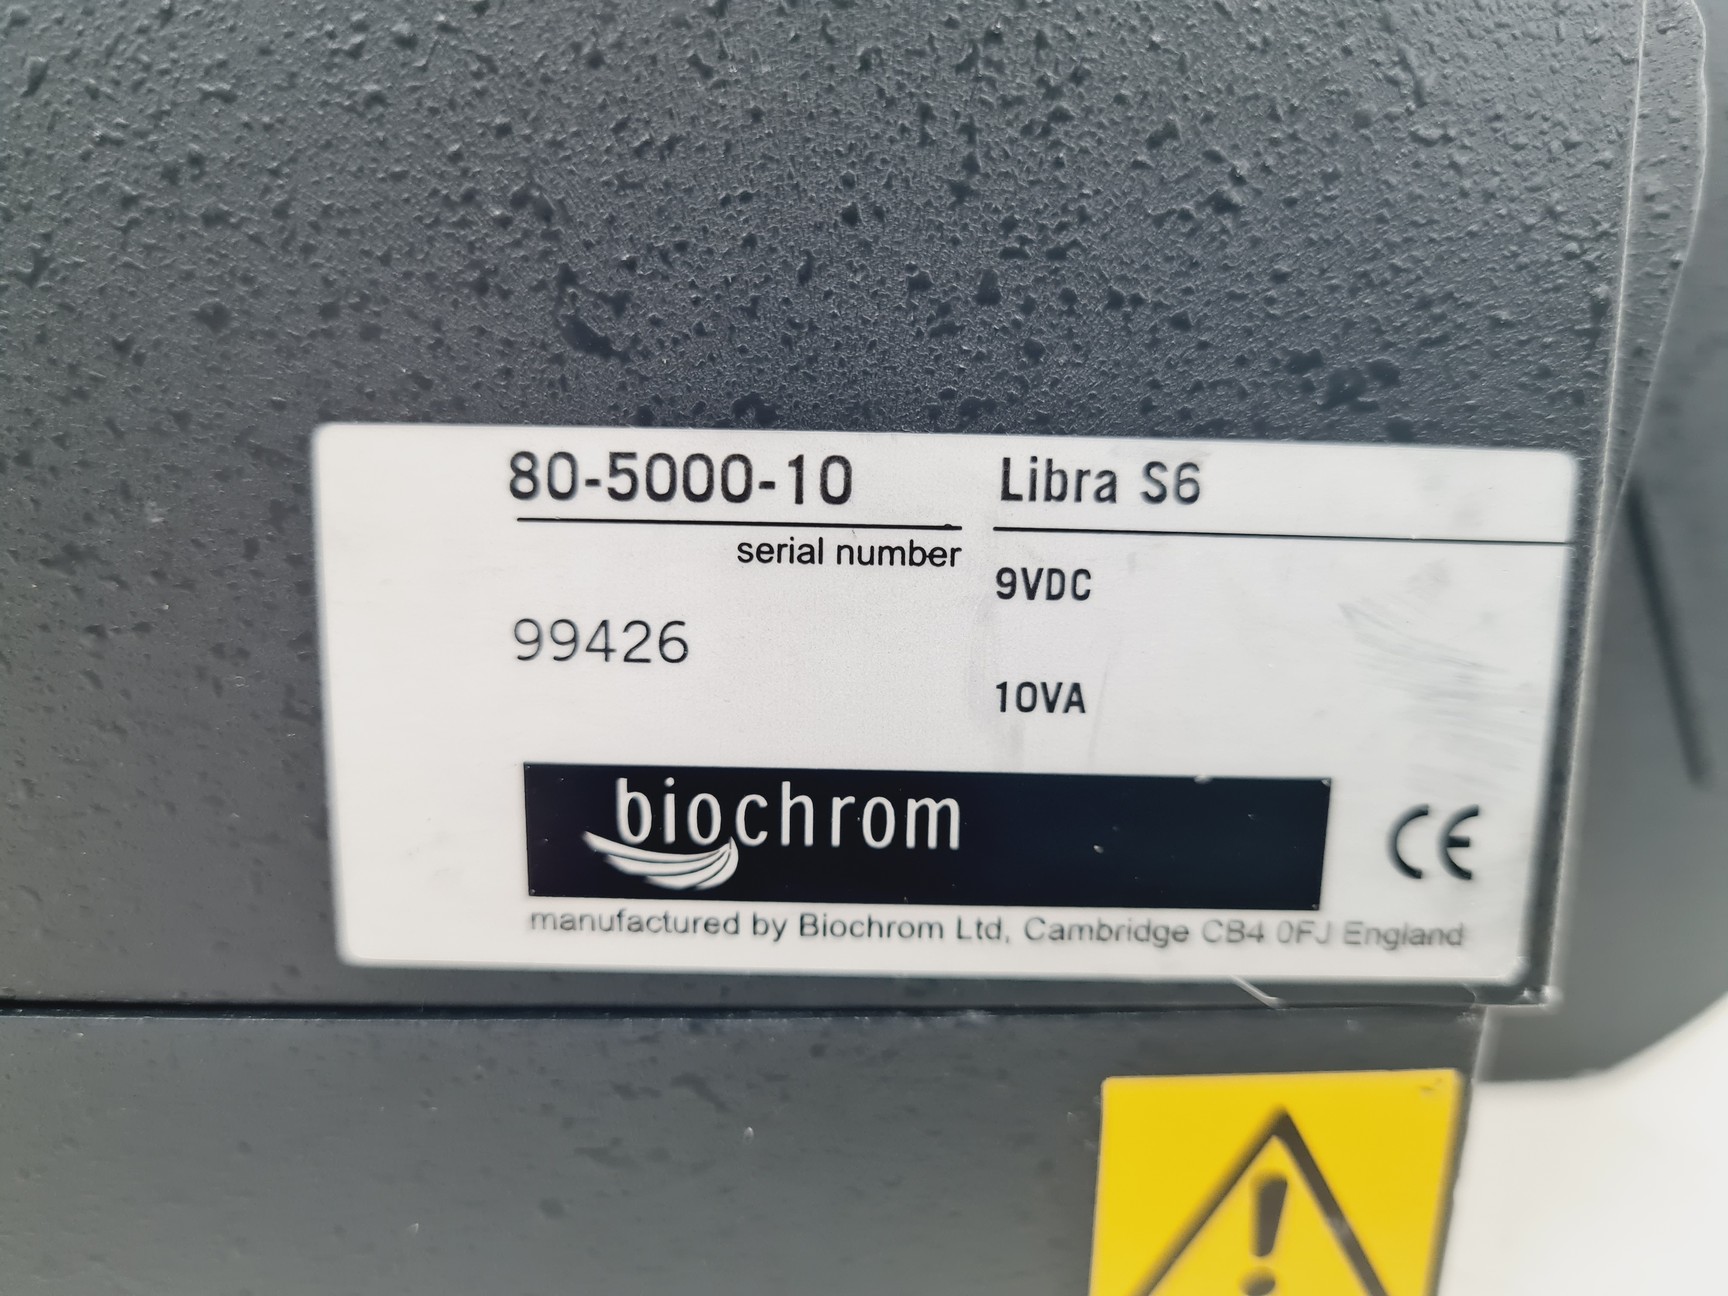 80-5000-10 Libra S6
serial number
9VDC
99426
10VA
biochrom
CE
manufactured by Biochrom Ltd, Cambridge CB4 0FJ England
!